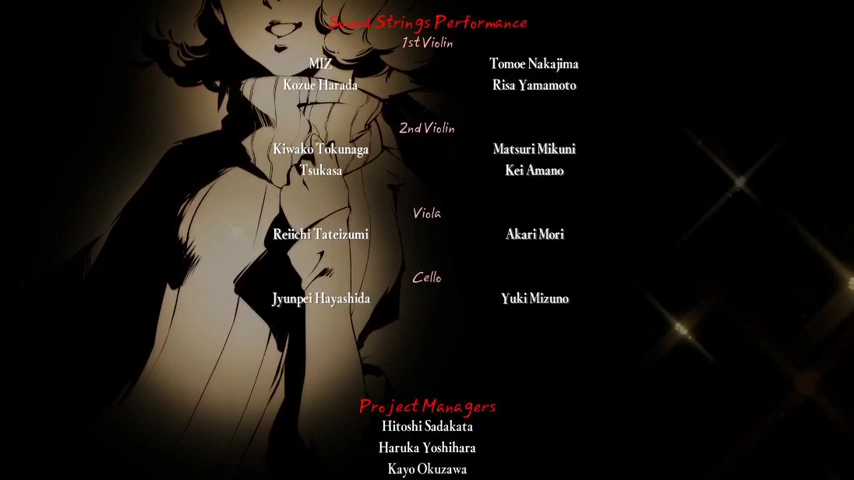 Strings Performance
1st Violin
MIZ Tomoe Nakajima
Kozue Harada Risa Yamamoto
2nd Violin
Kiwako Tokunaga Matsuri Mikuni
Tsukasa Kei Amano
Viola
Reiichi Tateizumi Akari Mori
Cello
Jyunpei Hayashida Yuki Mizuno
Project Managers
Hitoshi Sadakata
Haruka Yoshihara
Kayo Okuzawa